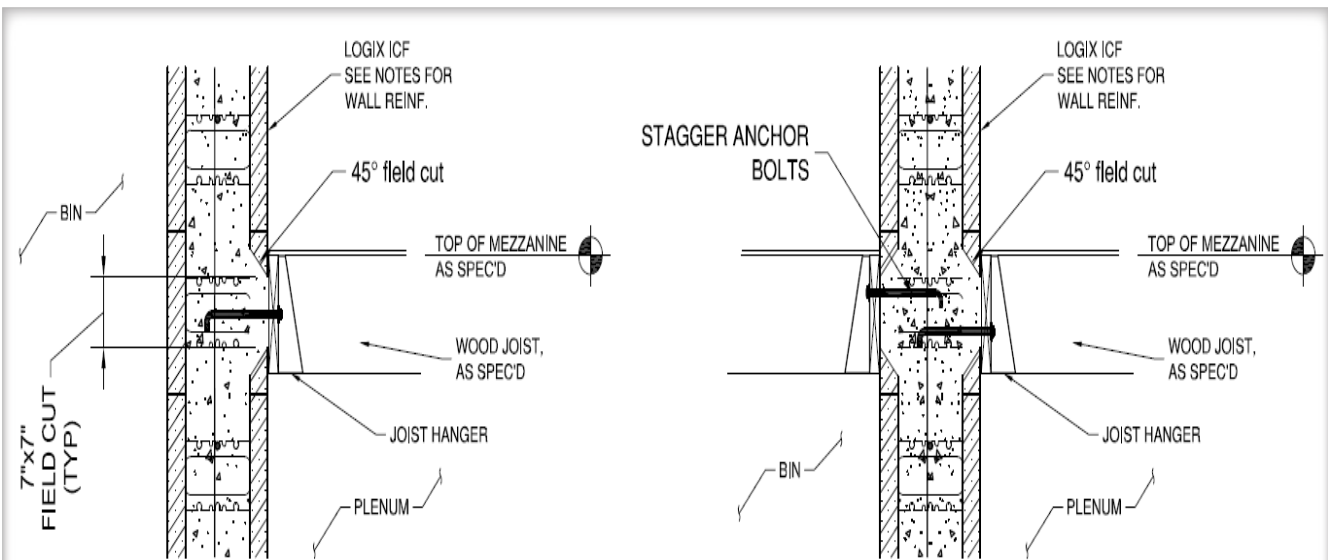 LOGIX ICF
SEE NOTES FOR
WALL REINF.
45° field cut
BIN
TOP OF MEZZANINE
AS SPEC'D
WOOD JOIST,
AS SPEC'D
7"x7"
FIELD CUT
(TYP)
JOIST HANGER
PLENUM
LOGIX ICF
SEE NOTES FOR
WALL REINF.
STAGGER ANCHOR
BOLTS
45° field cut
TOP OF MEZZANINE
AS SPEC'D
WOOD JOIST,
AS SPEC'D
JOIST HANGER
BIN
PLENUM